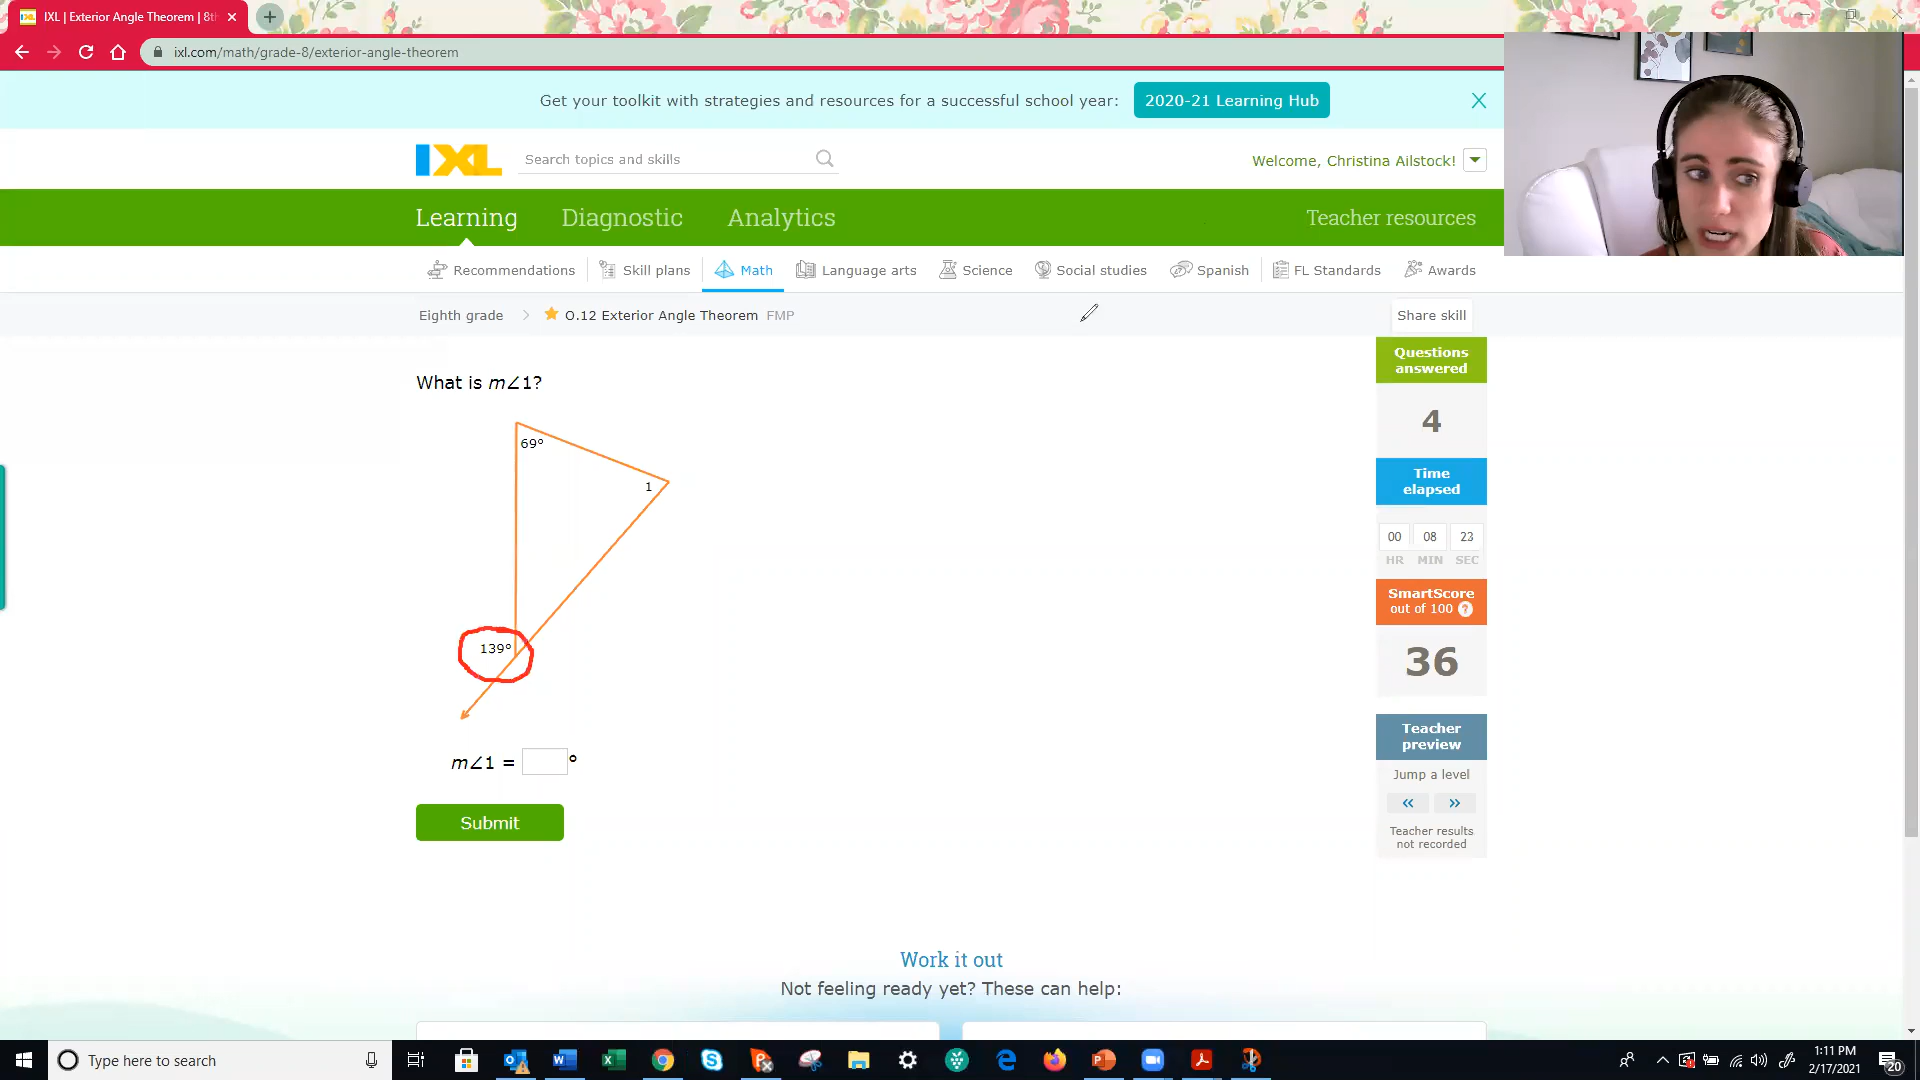 IXL | Exterior Angle Theorem | 8th
ixl.com/math/grade-8/exterior-angle-theorem
Get your toolkit with strategies and resources for a successful school year: 2020-21 Learning Hub
IXL Search topics and skills Welcome, Christina Ailstock!
Learning Diagnostic Analytics Teacher resources
Recommendations Skill plans Math Language arts Science Social studies Spanish FL Standards Awards
Eighth grade O.12 Exterior Angle Theorem FMP Share skill
What is m∠1?
69°
1
139°
m∠1 = °
Submit
Questions
answered
4
Time
elapsed
00 08 23
HR MIN SEC
SmartScore
out of 100 ?
36
Teacher
preview
Jump a level
« »
Teacher results
not recorded
Work it out
Not feeling ready yet? These can help:
Type here to search
1:11 PM
2/17/2021
20